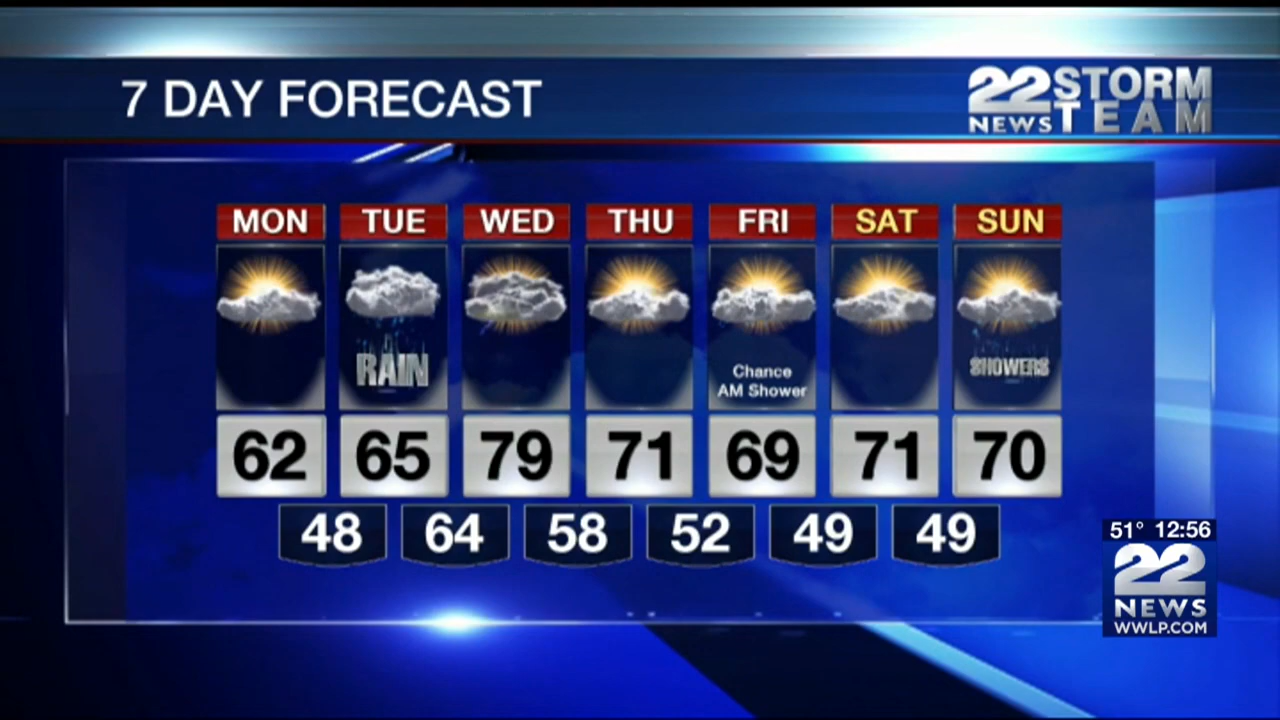 7 DAY FORECAST
22 STORM
NEWS TEAM
MON TUE WED THU FRI SAT SUN
RAIN
SHOWERS
Chance
AM Shower
62 65 79 71 69 71 70
48 64 58 52 49 49
51° 12:56
22
NEWS
WWLP.COM